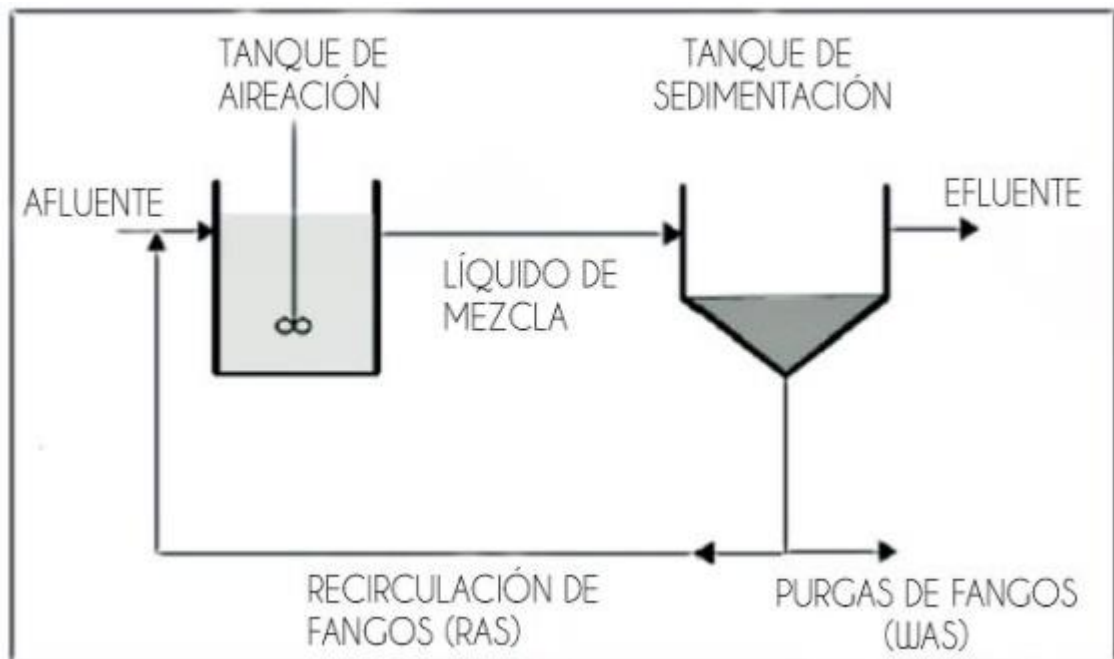 TANQUE DE
AIREACIÓN
TANQUE DE
SEDIMENTACIÓN
AFLUENTE
EFLUENTE
LÍQUIDO DE
MEZCLA
RECIRCULACIÓN DE
FANGOS (RAS)
PURGAS DE FANGOS
(WAS)